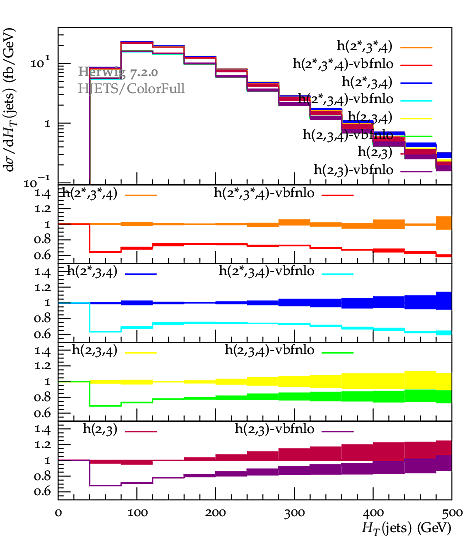 dσ/dH_T(jets) (fb/GeV)
10¹
1
10⁻¹
Herwig 7.2.0
HJETS/ColorFull
h(2*,3*,4)
h(2*,3*,4)-vbfnlo
h(2*,3,4)
h(2*,3,4)-vbfnlo
h(2,3,4)
h(2,3,4)-vbfnlo
h(2,3)
h(2,3)-vbfnlo
h(2*,3*,4) h(2*,3*,4)-vbfnlo
1.4
1.2
1
0.8
0.6
h(2*,3,4) h(2*,3,4)-vbfnlo
1.4
1.2
1
0.8
0.6
h(2,3,4) h(2,3,4)-vbfnlo
1.4
1.2
1
0.8
0.6
h(2,3) h(2,3)-vbfnlo
1.4
1.2
1
0.8
0.6
0 100 200 300 400 500
H_T(jets) (GeV)